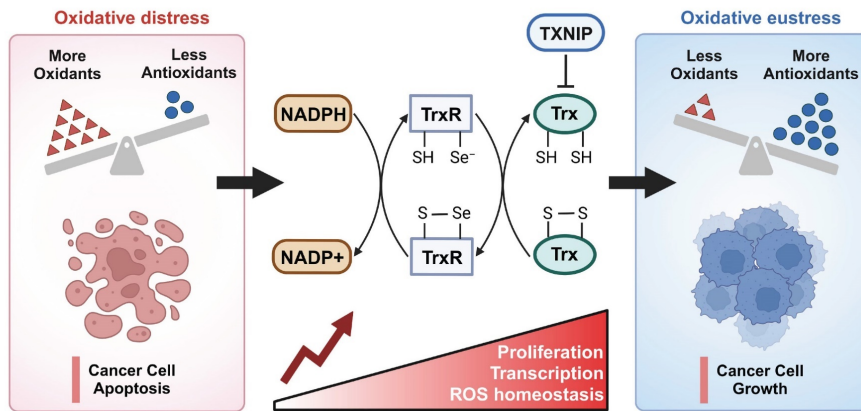 Oxidative distress
More
Oxidants
Less
Antioxidants
Cancer Cell
Apoptosis
TXNIP
NADPH
TrxR
Trx
SH
Se⁻
SH
SH
S
Se
S
S
NADP+
TrxR
Trx
Proliferation
Transcription
ROS homeostasis
Oxidative eustress
Less
Oxidants
More
Antioxidants
Cancer Cell
Growth